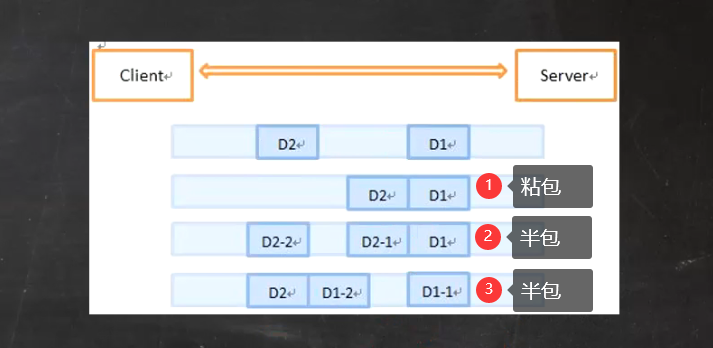 Client↵
Server↵
D2↵
D1↵
D2↵
D1↵
1
粘包
D2-2↵
D2-1↵
D1↵
2
半包
D2↵
D1-2↵
D1-1↵
3
半包